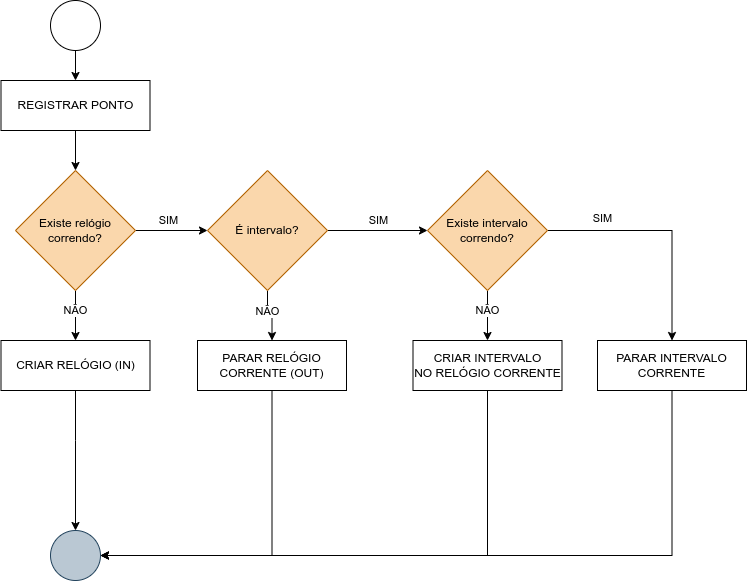 REGISTRAR PONTO
Existe relógio
correndo?
SIM
É intervalo?
SIM
Existe intervalo
correndo?
SIM
NÃO
NÃO
NÃO
CRIAR RELÓGIO (IN)
PARAR RELÓGIO
CORRENTE (OUT)
CRIAR INTERVALO
NO RELÓGIO CORRENTE
PARAR INTERVALO
CORRENTE